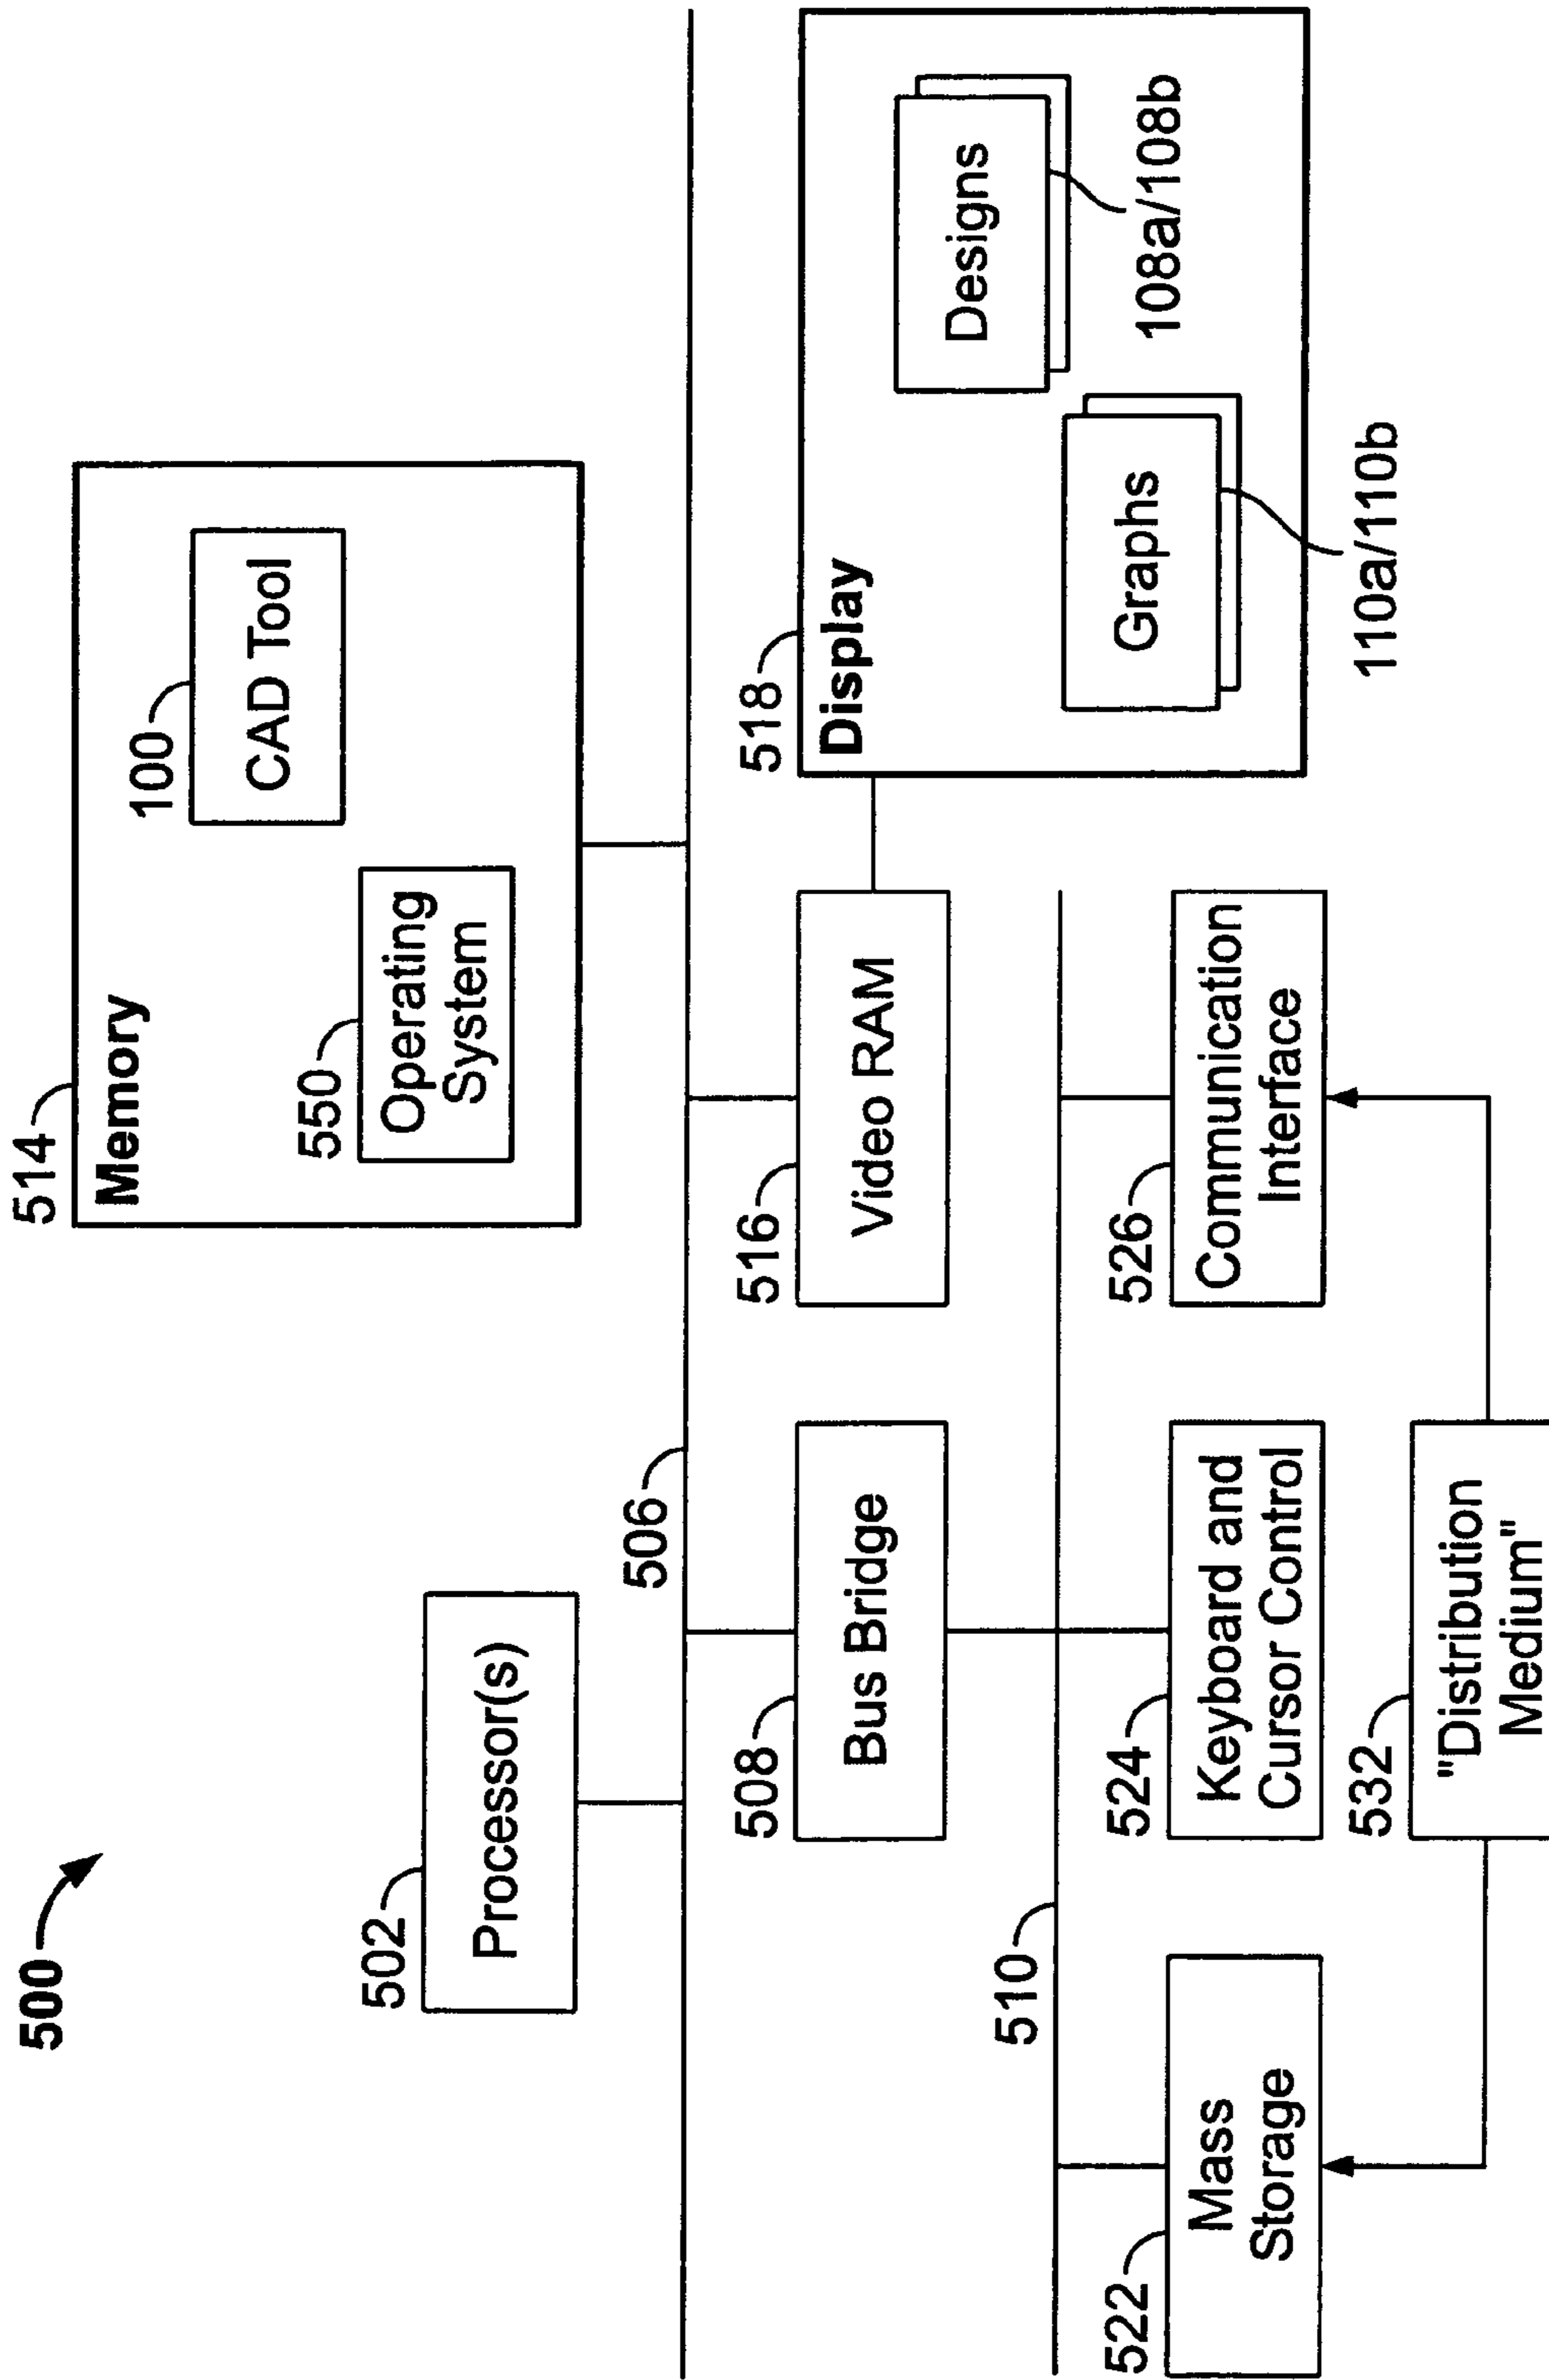 500
514
Memory
100
CAD Tool
550
Operating
System
502
Processor(s)
506
508
Bus Bridge
516
Video RAM
518
Display
Designs
108a/108b
Graphs
110a/110b
510
522
Mass
Storage
524
Keyboard and
Cursor Control
526
Communication
Interface
532
"Distribution
Medium"